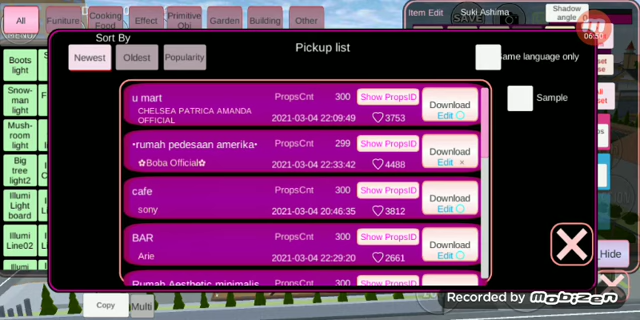 All
Furniture
Cooking
Food
Effect
Primitive
Obj
Garden
Building
Other
Item Edit
Suki Ashima
Shadow
angle
SAVE
MENU
06:50
Sort By
Pickup list
Newest
Oldest
Popularity
ame language only
Sample
Boots
light
Snow-
man
light
Mush-
room
light
Big
tree
light2
Illumi
Light
board
Illumi
Line02
Illumi
u mart
PropsCnt 300
Show PropsID
Download
Edit ○
CHELSEA PATRICA AMANDA
OFFICIAL
2021-03-04 22:09:49
♡3753
•rumah pedesaan amerika•
PropsCnt 299
Show PropsID
Download
Edit ×
✿Boba Official✿
2021-03-04 22:33:42
♡4488
cafe
PropsCnt 300
Show PropsID
Download
Edit ○
sony
2021-03-04 20:46:35
♡3812
BAR
PropsCnt 300
Show PropsID
Download
Edit ○
Arie
2021-03-04 22:29:20
♡2661
Rumah Aesthetic minimalis
PropsCnt 300
Show PropsID
Hide
Copy
Multi
Recorded by Mobizen